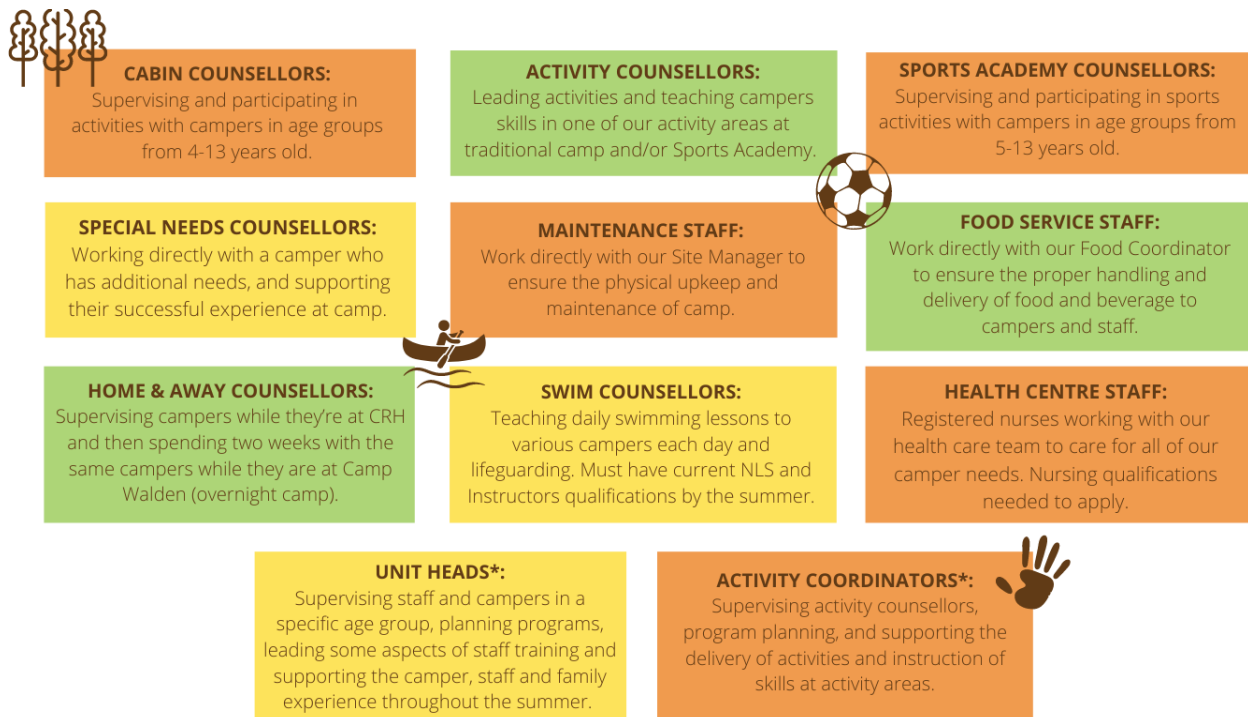 CABIN COUNSELLORS:
Supervising and participating in
activities with campers in age groups
from 4-13 years old.
ACTIVITY COUNSELLORS:
Leading activities and teaching campers
skills in one of our activity areas at
traditional camp and/or Sports Academy.
SPORTS ACADEMY COUNSELLORS:
Supervising and participating in sports
activities with campers in age groups from
5-13 years old.
SPECIAL NEEDS COUNSELLORS:
Working directly with a camper who
has additional needs, and supporting
their successful experience at camp.
MAINTENANCE STAFF:
Work directly with our Site Manager to
ensure the physical upkeep and
maintenance of camp.
FOOD SERVICE STAFF:
Work directly with our Food Coordinator
to ensure the proper handling and
delivery of food and beverage to
campers and staff.
HOME & AWAY COUNSELLORS:
Supervising campers while they're at CRH
and then spending two weeks with the
same campers while they are at Camp
Walden (overnight camp).
SWIM COUNSELLORS:
Teaching daily swimming lessons to
various campers each day and
lifeguarding. Must have current NLS and
Instructors qualifications by the summer.
HEALTH CENTRE STAFF:
Registered nurses working with our
health care team to care for all of our
camper needs. Nursing qualifications
needed to apply.
UNIT HEADS*:
Supervising staff and campers in a
specific age group, planning programs,
leading some aspects of staff training and
supporting the camper, staff and family
experience throughout the summer.
ACTIVITY COORDINATORS*:
Supervising activity counsellors,
program planning, and supporting the
delivery of activities and instruction of
skills at activity areas.